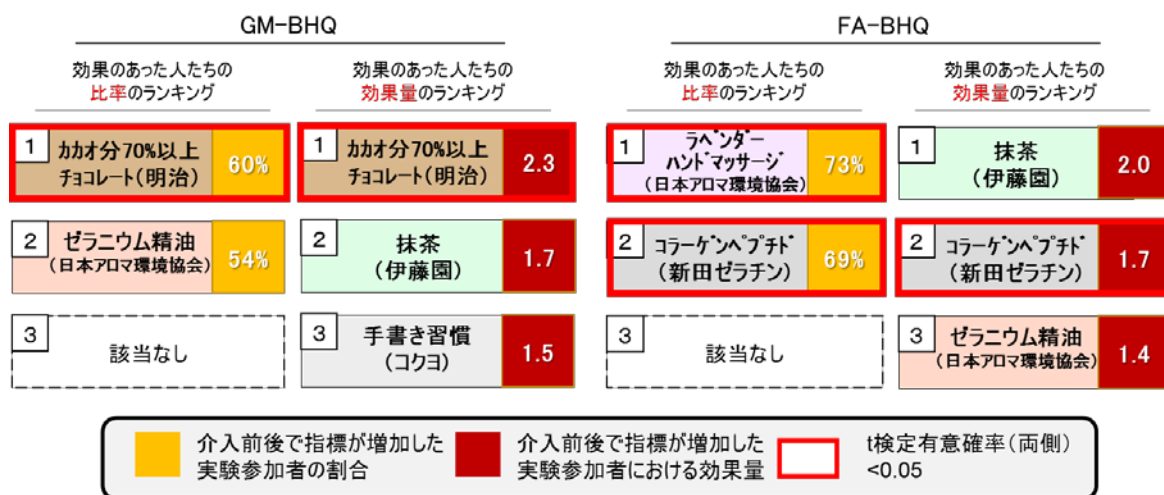 GM-BHQ
効果のあった人たちの
比率のランキング
1
カカオ分70%以上
チョコレート(明治)
60%
2
ゼラニウム精油
(日本アロマ環境協会)
54%
3
該当なし
効果のあった人たちの
効果量のランキング
1
カカオ分70%以上
チョコレート(明治)
2.3
2
抹茶
(伊藤園)
1.7
3
手書き習慣
(コクヨ)
1.5
FA-BHQ
効果のあった人たちの
比率のランキング
1
ラベンダー
ハンドマッサージ
(日本アロマ環境協会)
73%
2
コラーゲンペプチド
(新田ゼラチン)
69%
3
該当なし
効果のあった人たちの
効果量のランキング
1
抹茶
(伊藤園)
2.0
2
コラーゲンペプチド
(新田ゼラチン)
1.7
3
ゼラニウム精油
(日本アロマ環境協会)
1.4
介入前後で指標が増加した
実験参加者の割合
介入前後で指標が増加した
実験参加者における効果量
t検定有意確率(両側)
<0.05